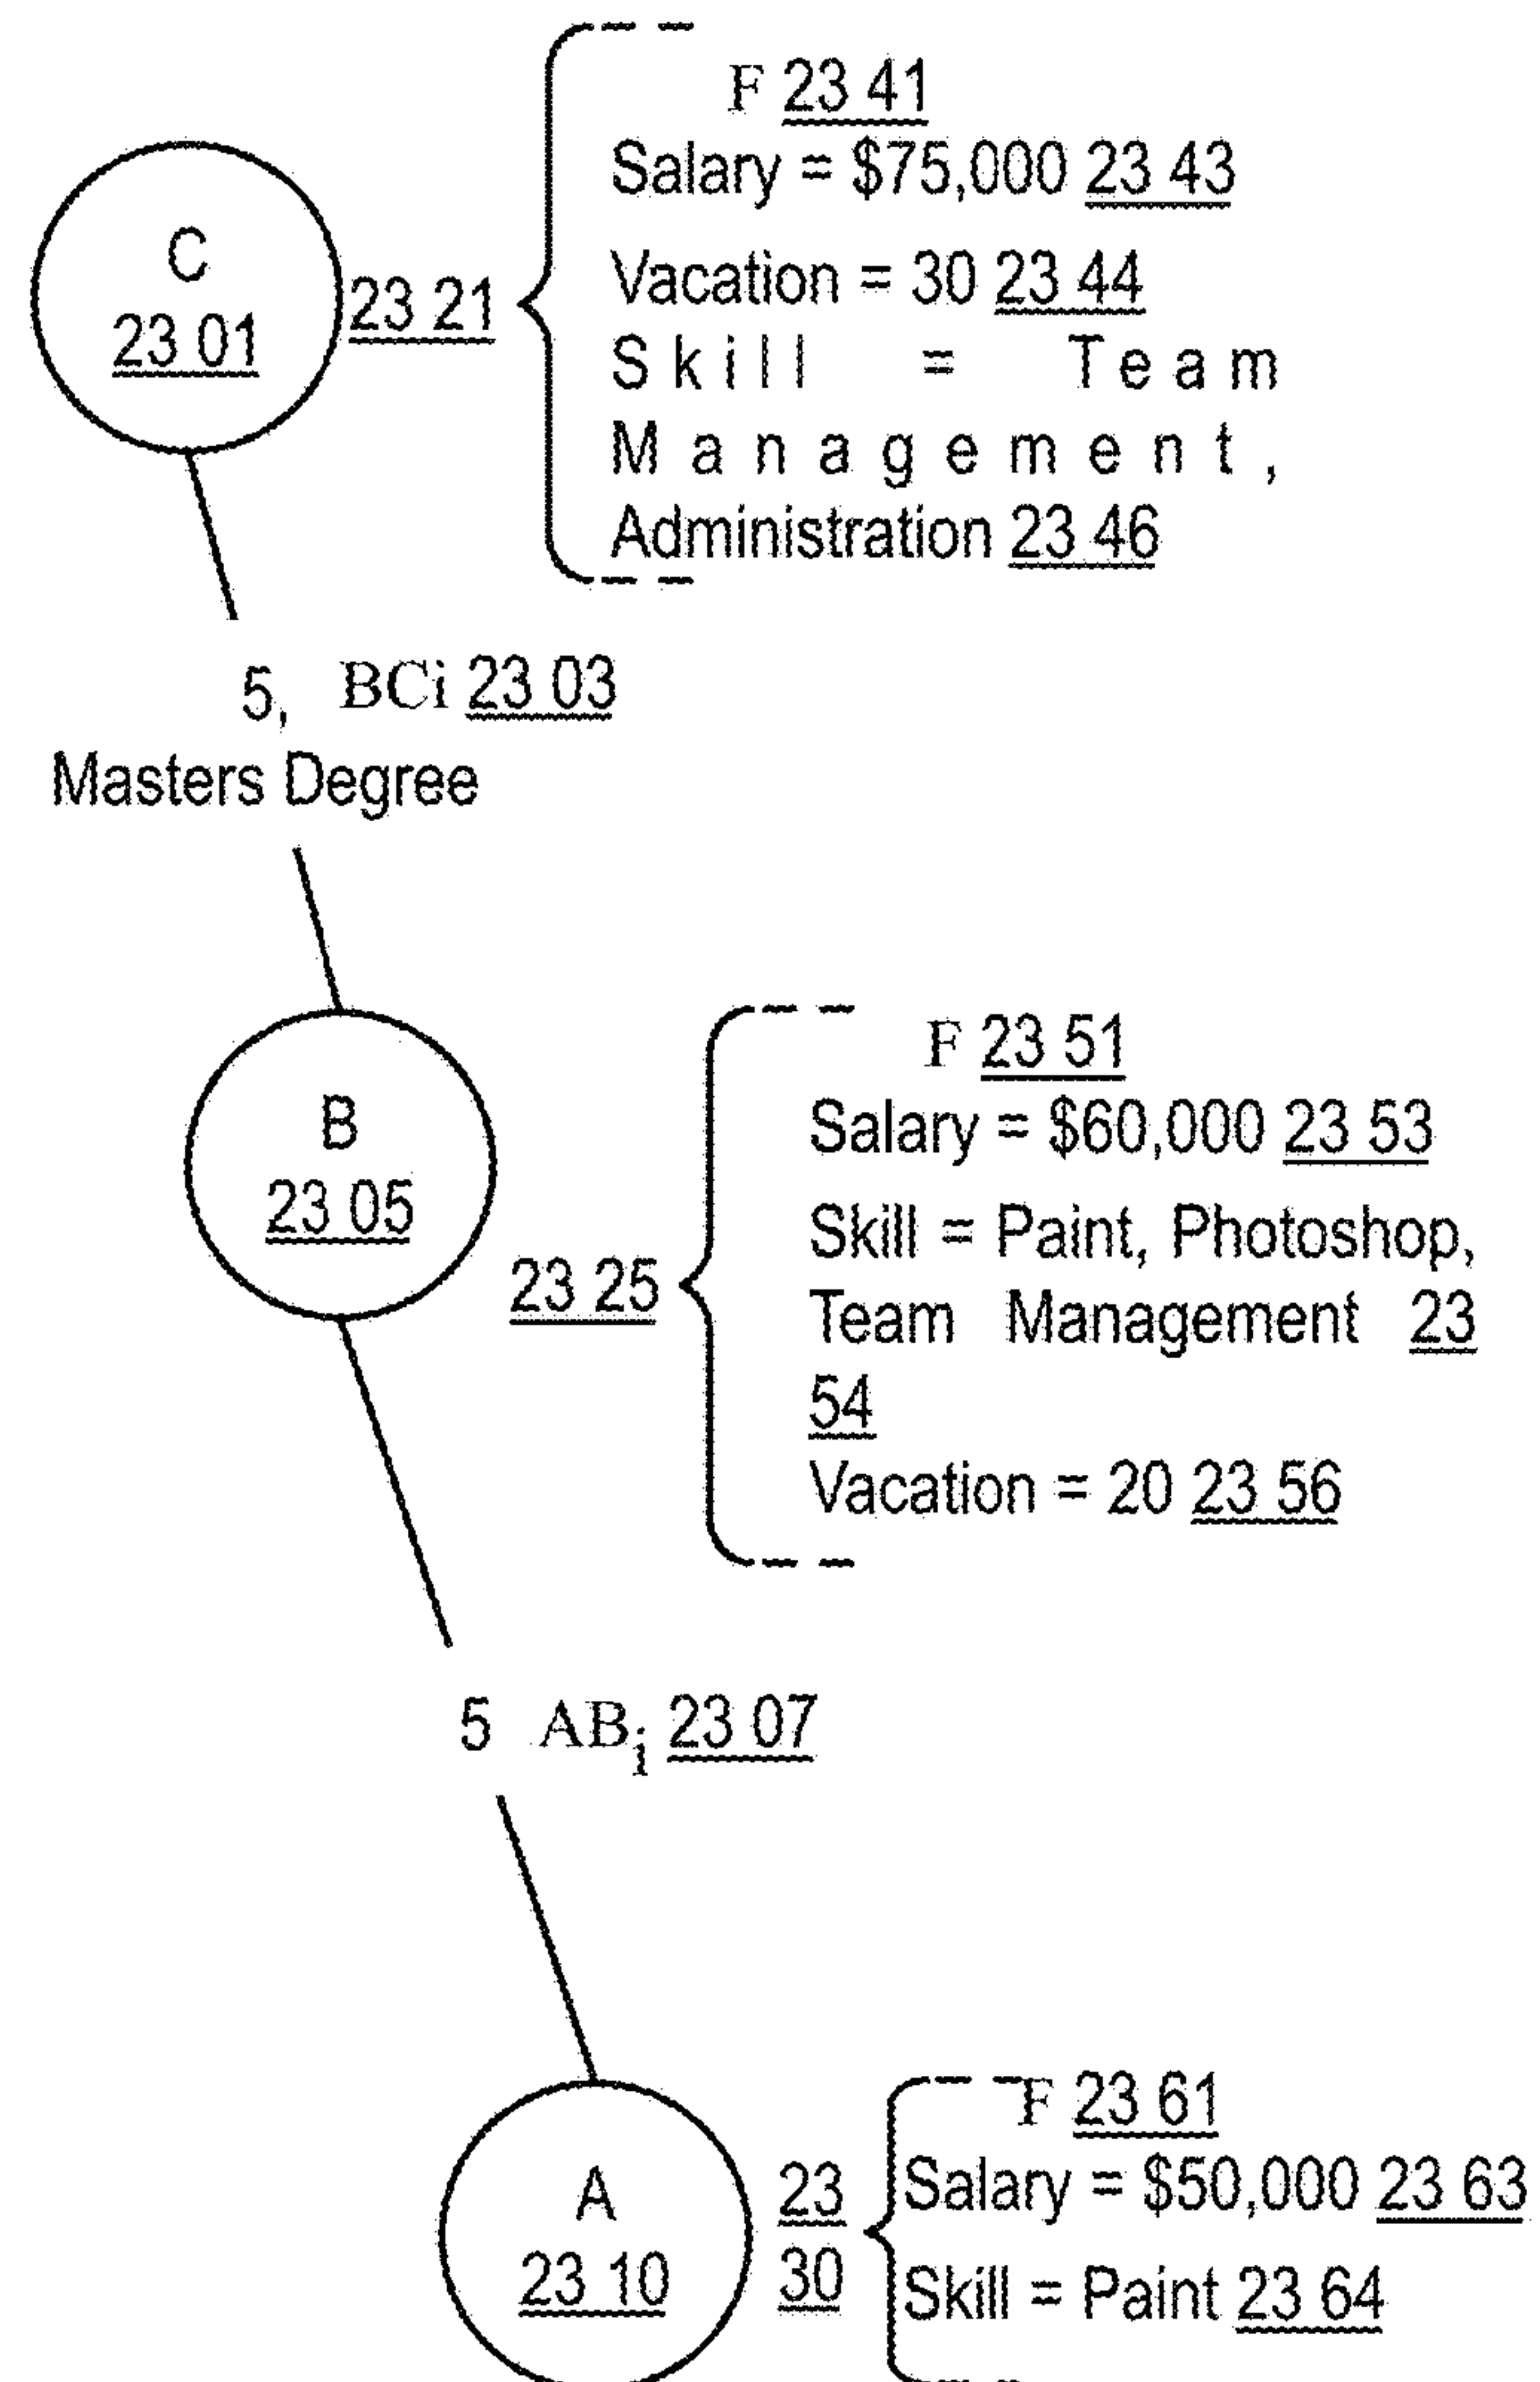 F 23 41
Salary = $75,000 23 43
C
23 01
23 21
Vacation = 30 23 44
Skill = Team
Management,
Administration 23 46
5, BCi 23 03
Masters Degree
F 23 51
B
23 05
Salary = $60,000 23 53
23 25
Skill = Paint, Photoshop,
Team Management 23
54
Vacation = 20 23 56
5 ABi 23 07
F 23 61
A
23 10
23
30
Salary = $50,000 23 63
Skill = Paint 23 64